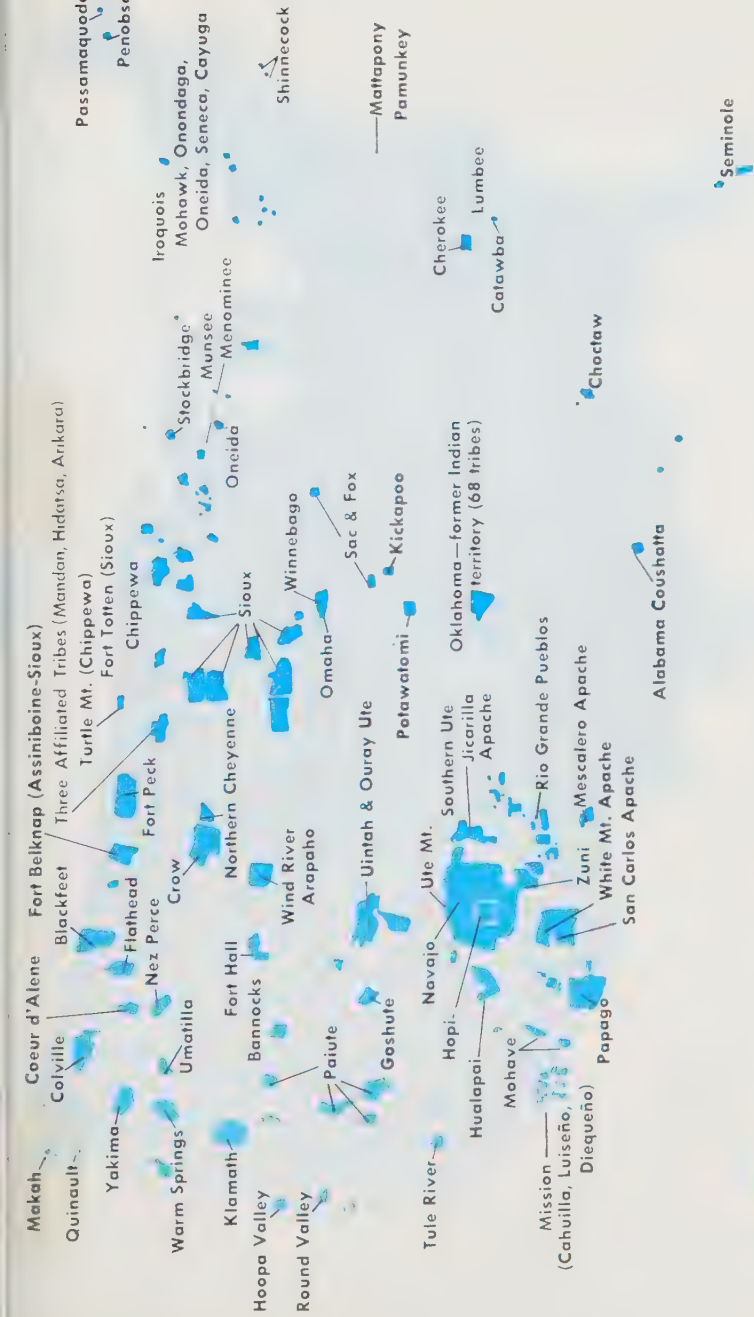 Makah
Quinault
Coeur d'Alene
Colville
Yakima
Warm Springs
Umatilla
Klamath
Hoopa Valley
Round Valley
Tule River
Mission
(Cahuilla, Luiseño,
Diequeño)
Fort Belknap (Assiniboine-Sioux)
Blackfeet
Flathead
Nez Perce
Fort Hall
Bannocks
Paiute
Goshute
Navajo
Hopi
Hualapai
Mohave
Papago
Three Affiliated Tribes (Mandan, Hidatsa, Arikara)
Turtle Mt. (Chippewa)
Fort Totten (Sioux)
Chippewa
Fort Peck
Crow
Northern Cheyenne
Wind River
Arapaho
Uintah & Ouray Ute
Ute Mt.
Southern Ute
Jicarilla
Apache
Rio Grande Pueblos
Mescalero Apache
Zuni
White Mt. Apache
San Carlos Apache
Sioux
Winnebago
Omaha
Sac & Fox
Kickapoo
Potawatomi
Oklahoma—former Indian
territory (68 tribes)
Alabama Coushatta
Stockbridge
Munsee
Menominee
Oneida
Iroquois
Mohawk, Onondaga,
Oneida, Seneca, Cayuga
Shinnecock
Mattapony
Pamunkey
Cherokee
Lumbee
Catawba
Choctaw
Seminole